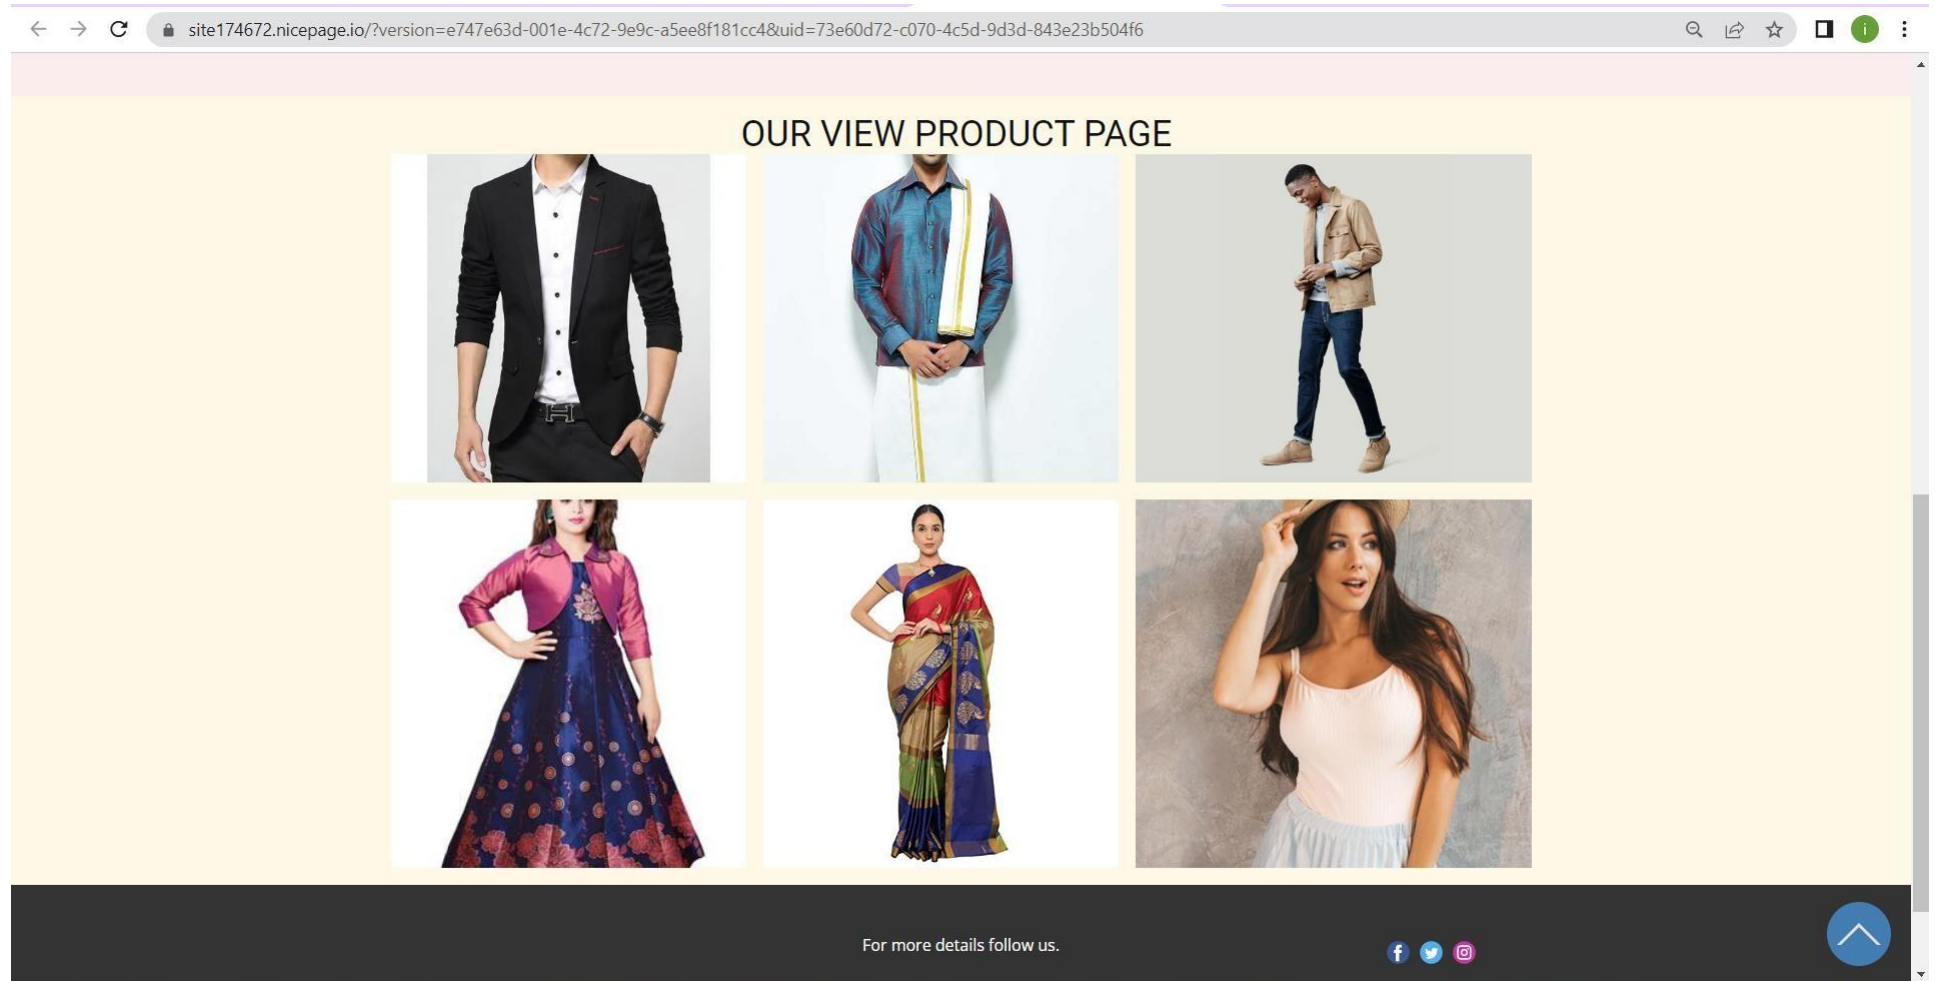 site174672.nicepage.io/?version=e747e63d-001e-4c72-9e9c-a5ee8f181cc4&uid=73e60d72-c070-4c5d-9d3d-843e23b504f6
i
OUR VIEW PRODUCT PAGE
For more details follow us.